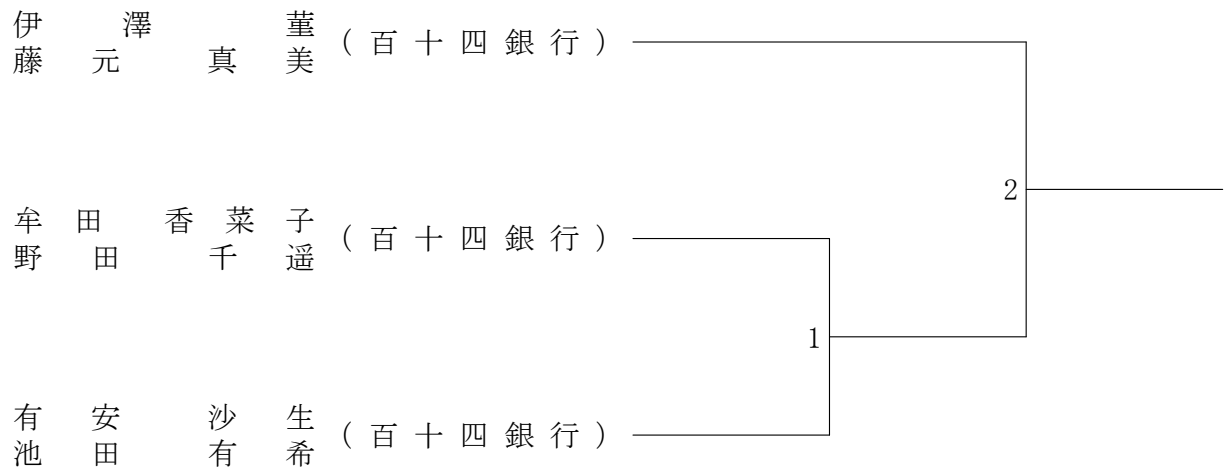 伊澤菫
藤元真美
(百十四銀行)
2
牟田香菜子
野田千遥
(百十四銀行)
1
有安沙生
池田有希
(百十四銀行)